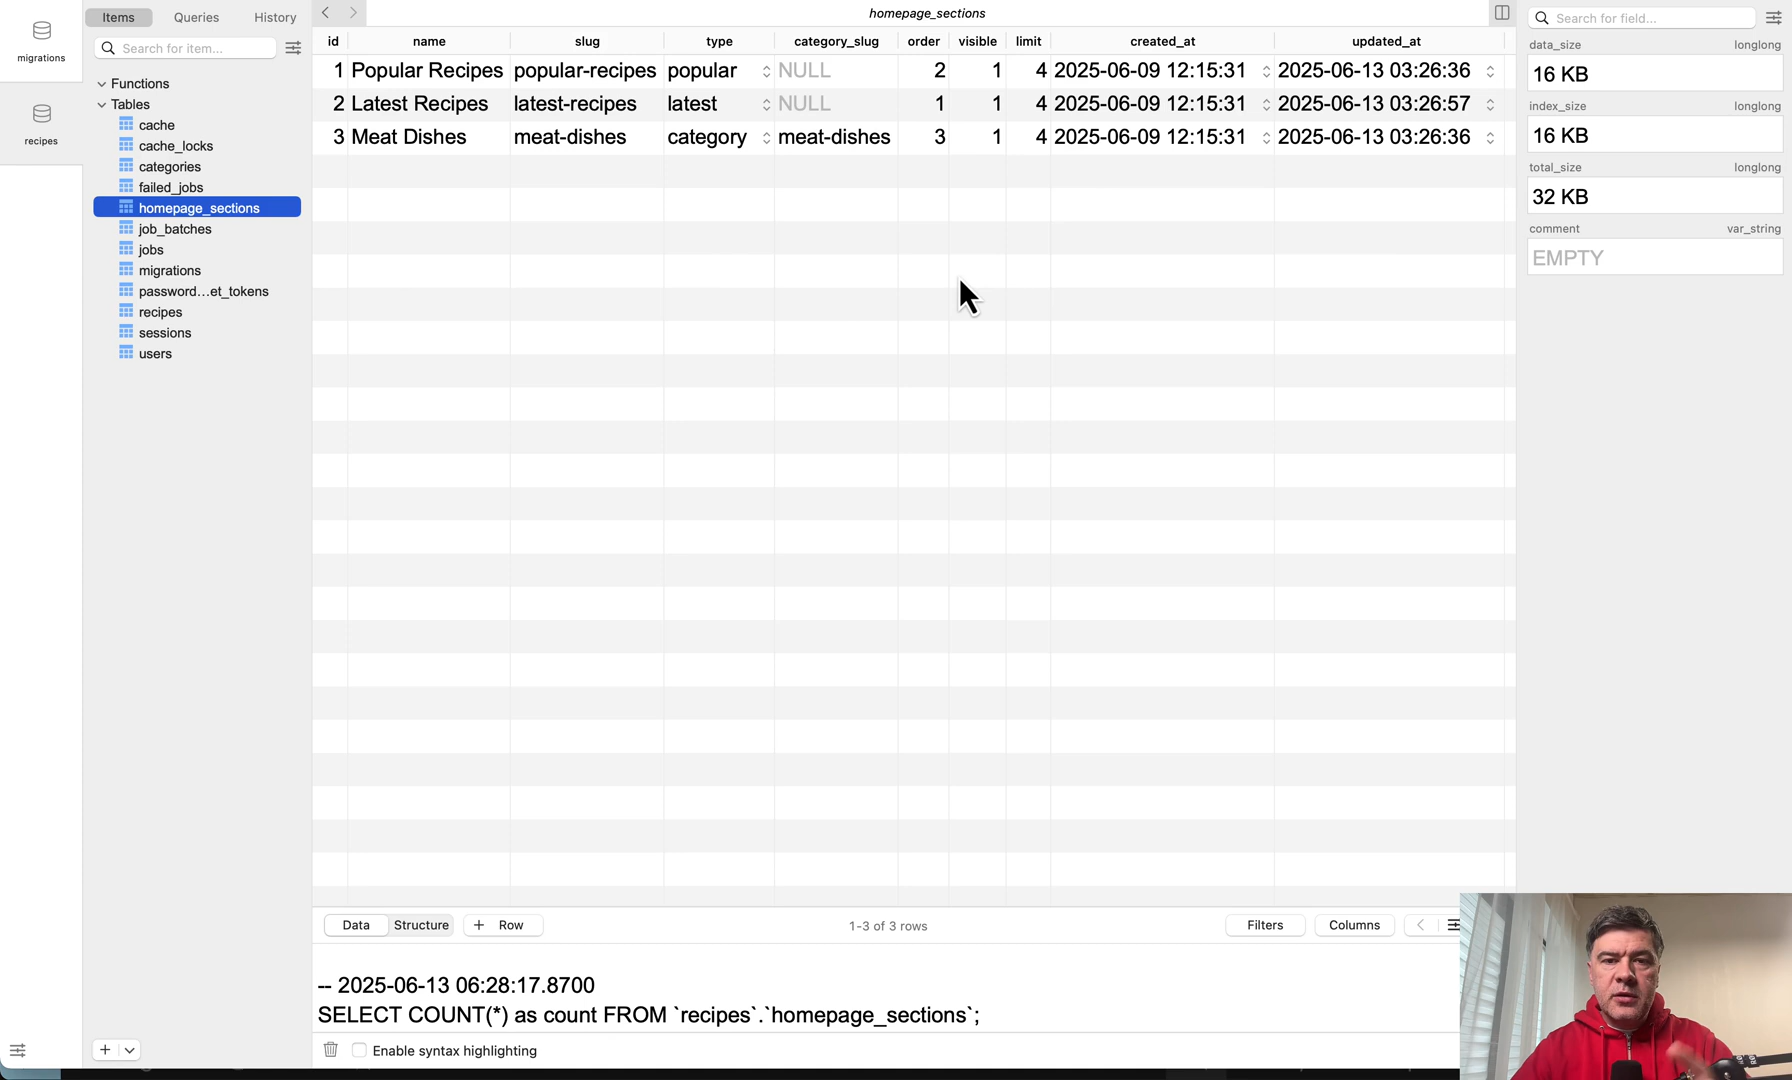 Items Queries History
homepage_sections
Search for field...
migrations
Search for item...
id name slug type category_slug order visible limit created_at updated_at
data_size longlong
1 Popular Recipes popular-recipes popular NULL 2 1 4 2025-06-09 12:15:31 2025-06-13 03:26:36
16 KB
2 Latest Recipes latest-recipes latest NULL 1 1 4 2025-06-09 12:15:31 2025-06-13 03:26:57
index_size longlong
3 Meat Dishes meat-dishes category meat-dishes 3 1 4 2025-06-09 12:15:31 2025-06-13 03:26:36
16 KB
total_size longlong
32 KB
comment var_string
EMPTY
recipes
Functions
Tables
cache
cache_locks
categories
failed_jobs
homepage_sections
job_batches
jobs
migrations
password...et_tokens
recipes
sessions
users
Data Structure + Row 1-3 of 3 rows Filters Columns
-- 2025-06-13 06:28:17.8700
SELECT COUNT(*) as count FROM `recipes`.`homepage_sections`;
Enable syntax highlighting